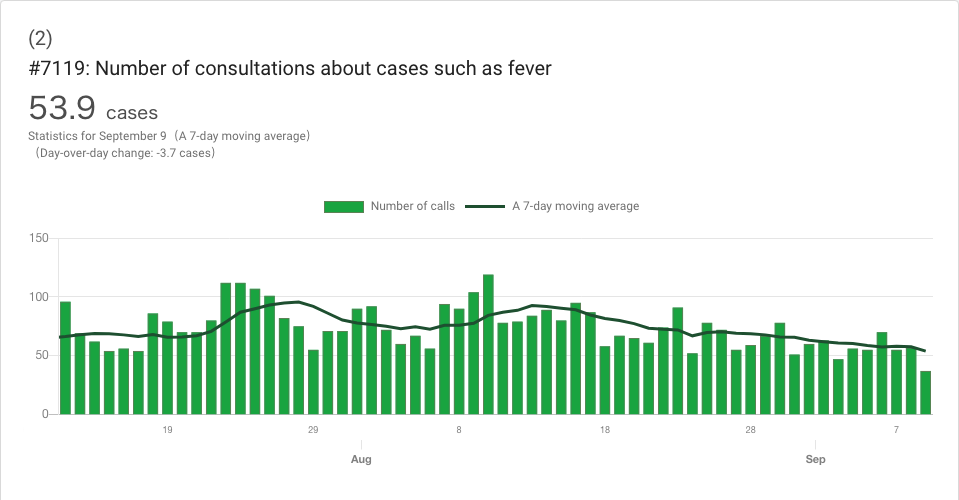 (2)
#7119: Number of consultations about cases such as fever
53.9 cases
Statistics for September 9（A 7-day moving average）
（Day-over-day change: -3.7 cases）
Number of calls A 7-day moving average
150
100
50
0
19 29 8 18 28 7
Aug Sep